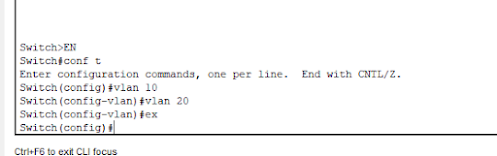 Switch>EN
Switch#conf t
Enter configuration commands, one per line.  End with CNTL/Z.
Switch(config)#vlan 10
Switch(config-vlan)#vlan 20
Switch(config-vlan)#ex
Switch(config)#
Ctrl+F6 to exit CLI focus